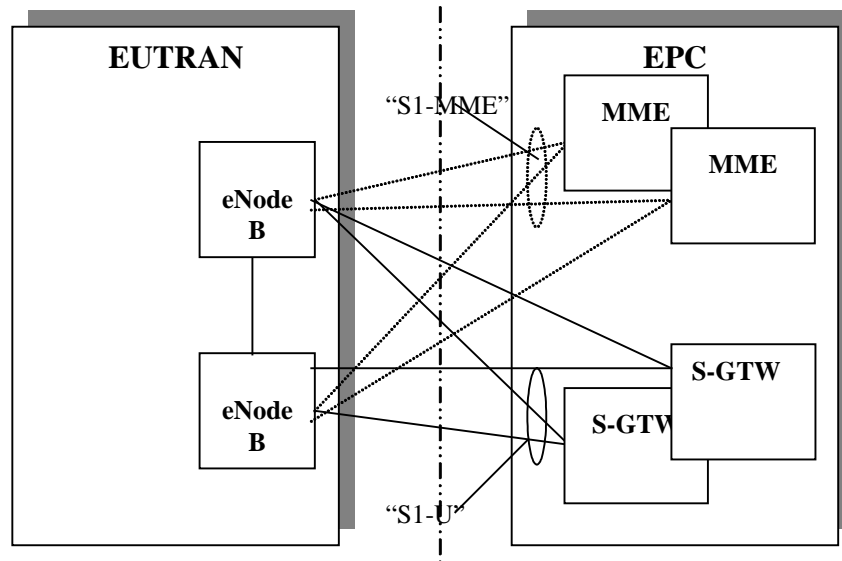 EUTRAN
EPC
“S1-MME”
MME
MME
eNode
B
eNode
B
S-GTW
S-GTW
“S1-U”